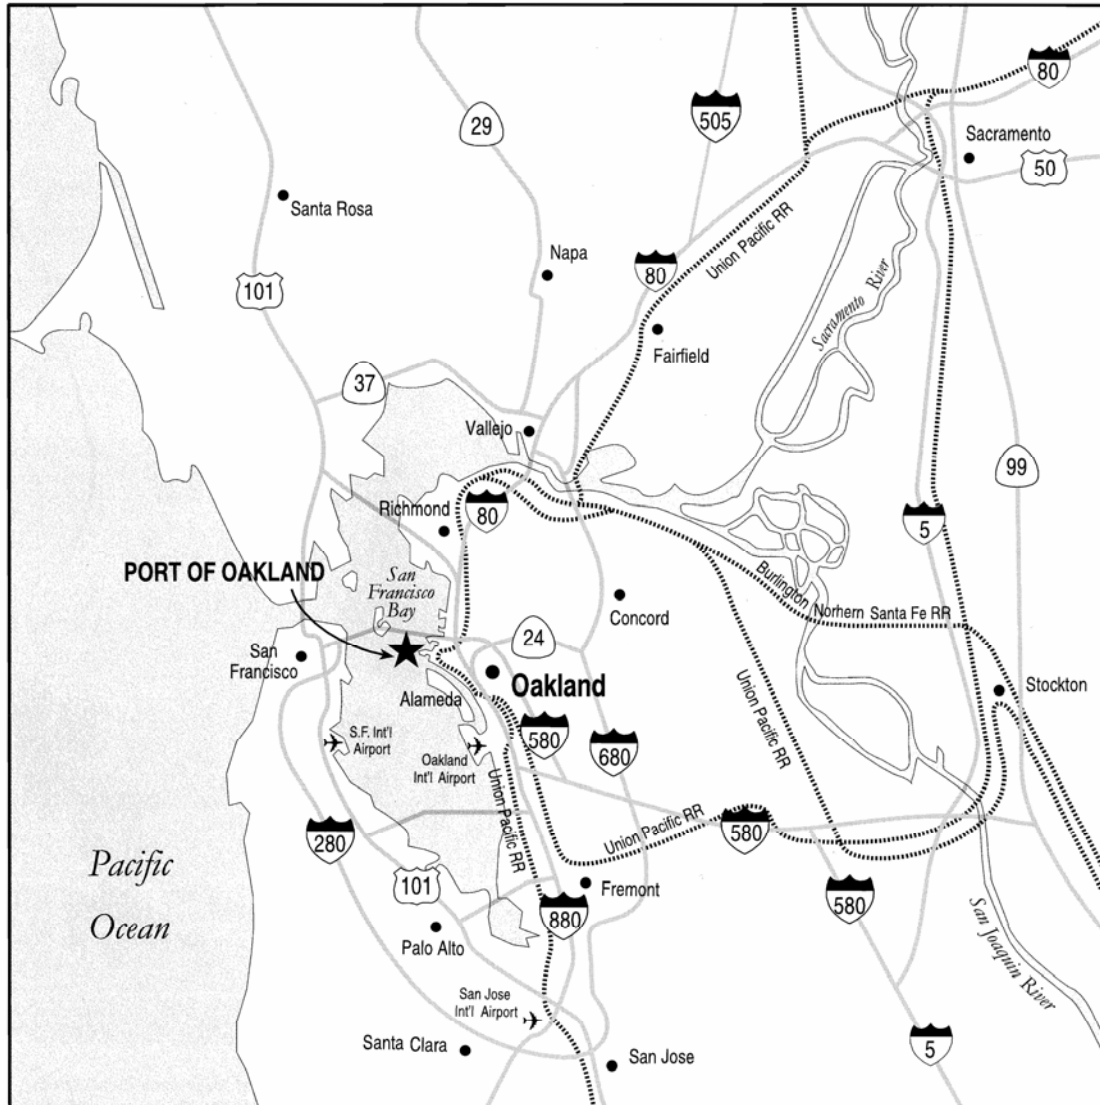 80
29
505
Sacramento
50
Santa Rosa
Union Pacific RR
Napa
80
101
Sacramento River
Fairfield
37
Vallejo
99
Richmond
80
5
PORT OF OAKLAND
San
Francisco
Bay
Burlington Norhern Santa Fe RR
Concord
24
San
Francisco
Oakland
Stockton
Alameda
Union Pacific RR
S.F. Int'l
Airport
580
680
Oakland
Int'l Airport
Union Pacific RR
Union Pacific RR
580
280
Pacific
Ocean
101
Fremont
580
880
Palo Alto
San Joaquin River
San Jose
Int'l Airport
Santa Clara
San Jose
5